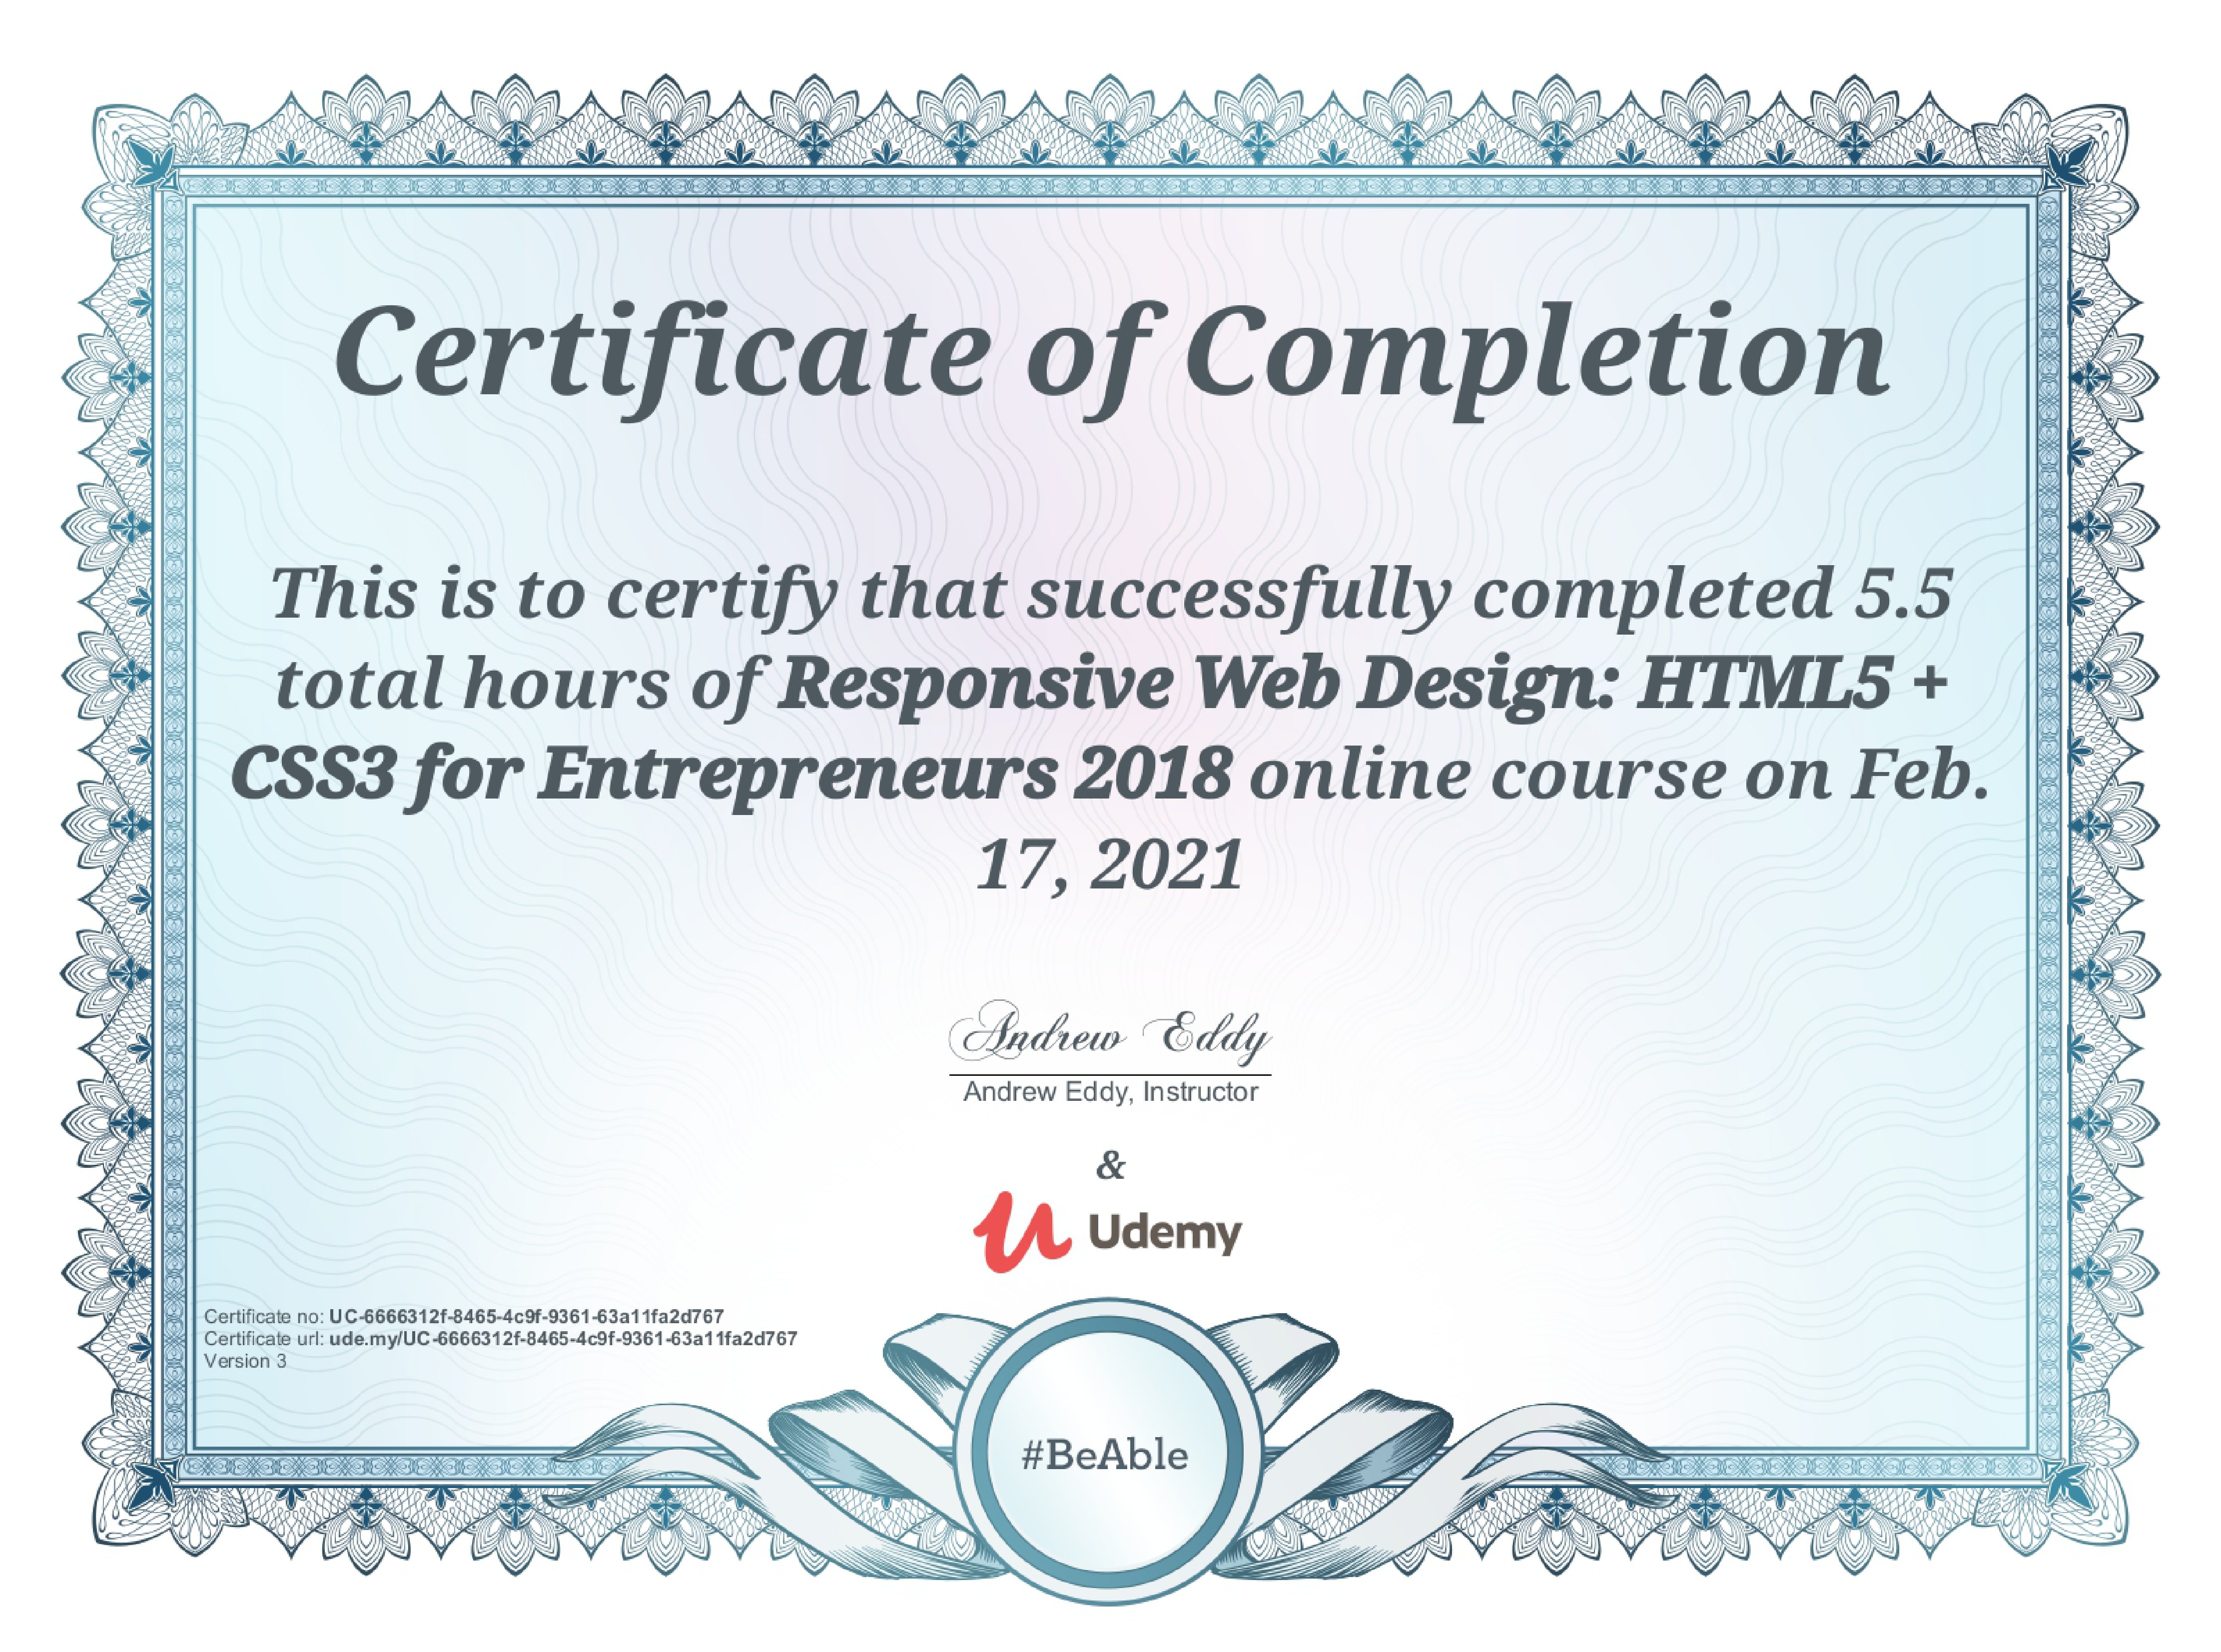 Certificate of Completion
This is to certify that successfully completed 5.5
total hours of Responsive Web Design: HTML5 +
CSS3 for Entrepreneurs 2018 online course on Feb.
17, 2021
Andrew Eddy
Andrew Eddy, Instructor
&
Udemy
Certificate no: UC-6666312f-8465-4c9f-9361-63a11fa2d767
Certificate url: ude.my/UC-6666312f-8465-4c9f-9361-63a11fa2d767
Version 3
#BeAble